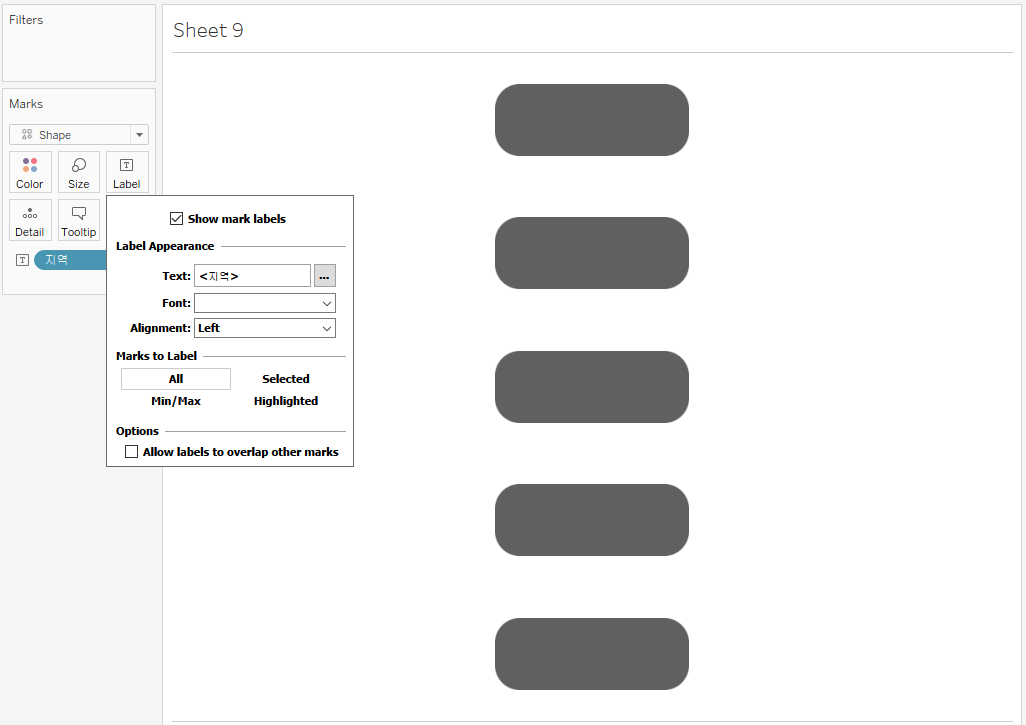 Filters
Sheet 9
Marks
Shape
Color Size Label
Detail Tooltip
지역
Show mark labels
Label Appearance
Text: <지역> ...
Font:
Alignment: Left
Marks to Label
All Selected
Min/Max Highlighted
Options
Allow labels to overlap other marks